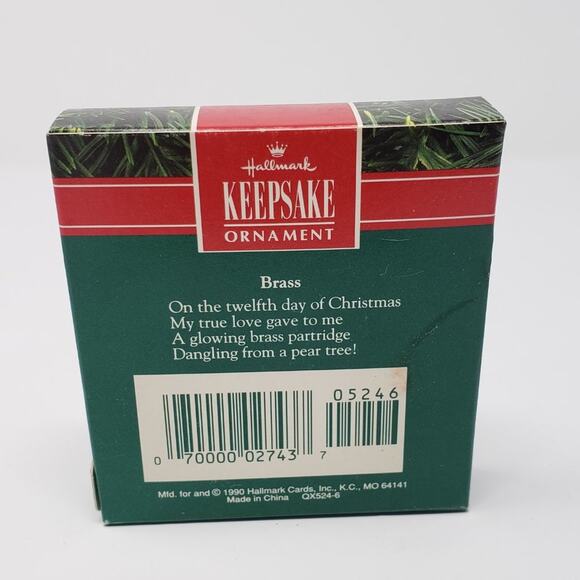 Hallmark
KEEPSAKE
ORNAMENT
Brass
On the twelfth day of Christmas
My true love gave to me
A glowing brass partridge
Dangling from a pear tree!
05246
0 70000 02743 7
Mfd. for and © 1990 Hallmark Cards, Inc., K.C., MO 64141
Made in China QX524-6